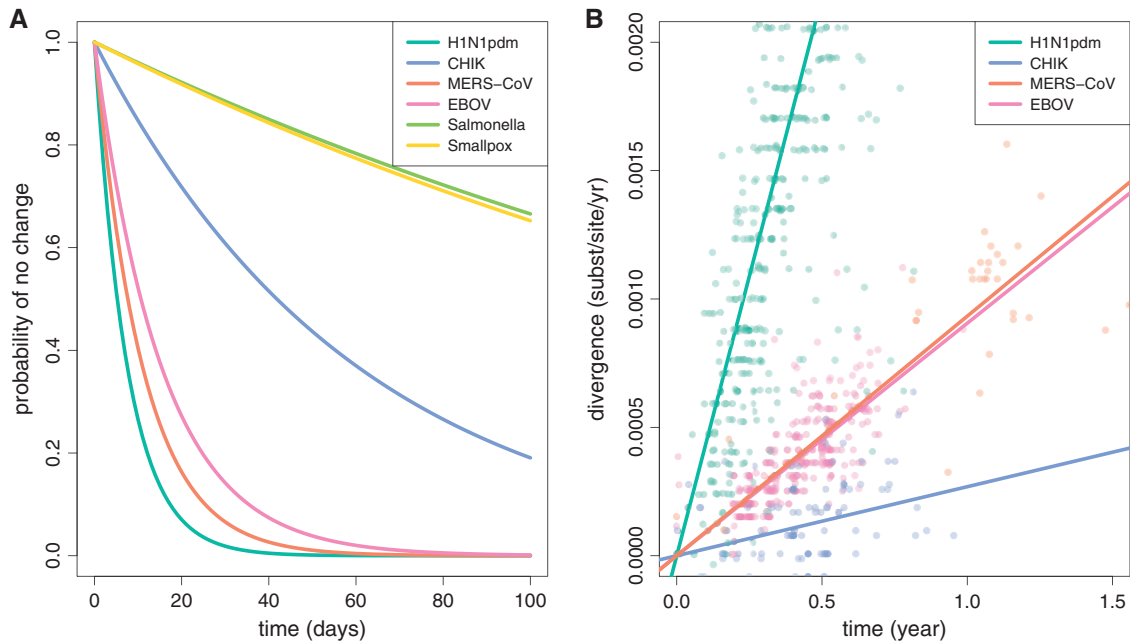 A
H1N1pdm
CHIK
MERS−CoV
EBOV
Salmonella
Smallpox
probability of no change
1.0
0.8
0.6
0.4
0.2
0.0
0 20 40 60 80 100
time (days)
B
H1N1pdm
CHIK
MERS−CoV
EBOV
divergence (subst/site/yr)
0.0020
0.0015
0.0010
0.0005
0.0000
0.0 0.5 1.0 1.5
time (year)